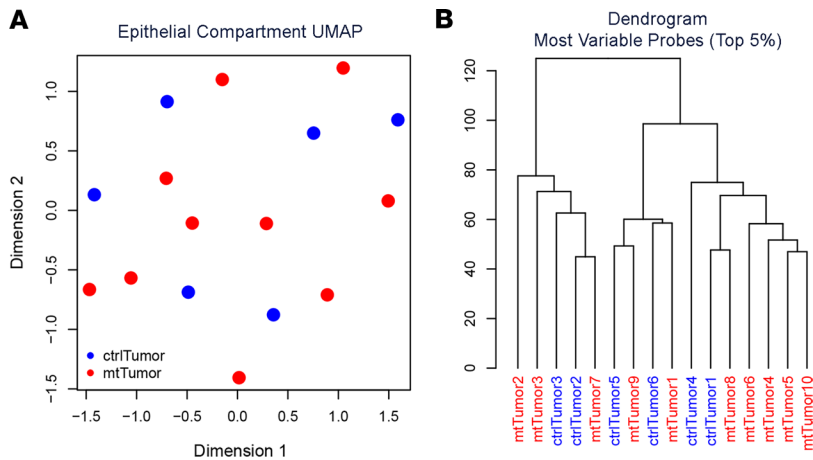 A
Epithelial Compartment UMAP
Dimension 2
1.0
0.5
0.0
−0.5
−1.0
−1.5
ctrlTumor
mtTumor
−1.5 −1.0 −0.5 0.0 0.5 1.0 1.5
Dimension 1
B
Dendrogram
Most Variable Probes (Top 5%)
120
100
80
60
40
20
0
mtTumor2
mtTumor3
ctrlTumor3
ctrlTumor2
mtTumor7
ctrlTumor5
mtTumor9
ctrlTumor6
mtTumor1
ctrlTumor4
ctrlTumor1
mtTumor8
mtTumor6
mtTumor4
mtTumor5
mtTumor10